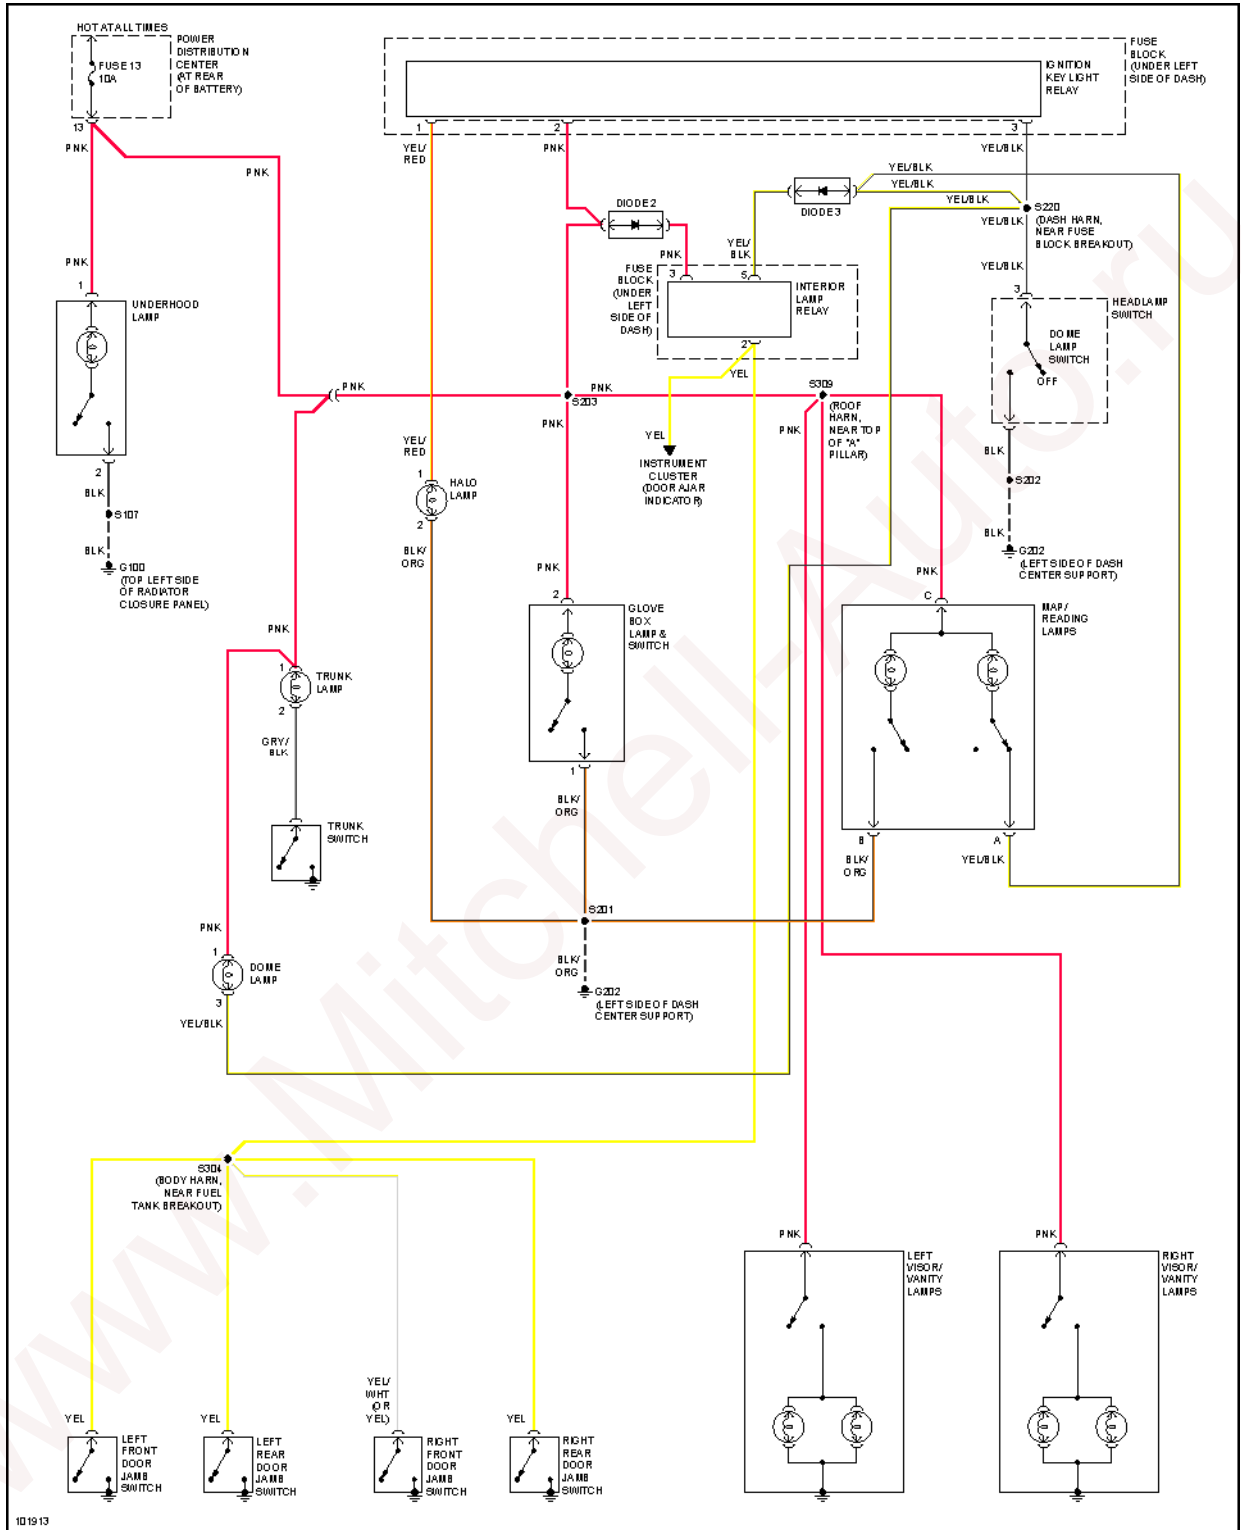 HOT AT ALL TIMES
POWER
DISTRIBUTION
CENTER
(AT REAR
OF BATTERY)
FUSE 13
10A
13
FUSE
BLOCK
(UNDER LEFT
SIDE OF DASH)
IGNITION
KEY LIGHT
RELAY
1
2
3
PNK
PNK
YEL/
RED
PNK
YEL/BLK
YEL/BLK
YEL/BLK
YEL/BLK
YEL/BLK
DIODE 2
DIODE 3
S220
(DASH HARN,
NEAR FUSE
BLOCK BREAKOUT)
YEL/
BLK
PNK
YEL/BLK
PNK
1
UNDERHOOD
LAMP
FUSE
BLOCK
(UNDER
LEFT
SIDE OF
DASH)
3
5
INTERIOR
LAMP
RELAY
2
3
HEADLAMP
SWITCH
DOME
LAMP
SWITCH
OFF
YEL
PNK
PNK
S203
S309
(ROOF
HARN,
NEAR TOP
OF "A"
PILLAR)
PNK
PNK
YEL
INSTRUMENT
CLUSTER
(DOOR AJAR
INDICATOR)
YEL/
RED
1
HALO
LAMP
2
BLK/
ORG
2
BLK
S107
BLK
G100
(TOP LEFT SIDE
OF RADIATOR
CLOSURE PANEL)
BLK
S202
BLK
G202
(LEFT SIDE OF DASH
CENTER SUPPORT)
PNK
2
GLOVE
BOX
LAMP &
SWITCH
1
PNK
C
MAP/
READING
LAMPS
B
A
BLK/
ORG
YEL/BLK
PNK
1
TRUNK
LAMP
2
GRY/
BLK
TRUNK
SWITCH
BLK/
ORG
S201
BLK/
ORG
G202
(LEFT SIDE OF DASH
CENTER SUPPORT)
PNK
1
DOME
LAMP
3
YEL/BLK
S304
(BODY HARN,
NEAR FUEL
TANK BREAKOUT)
PNK
PNK
LEFT
VISOR/
VANITY
LAMPS
RIGHT
VISOR/
VANITY
LAMPS
YEL
YEL
YEL/
WHT
(OR
YEL)
YEL
LEFT
FRONT
DOOR
JAMB
SWITCH
LEFT
REAR
DOOR
JAMB
SWITCH
RIGHT
FRONT
DOOR
JAMB
SWITCH
RIGHT
REAR
DOOR
JAMB
SWITCH
101913
www.Mitchell-Auto.ru